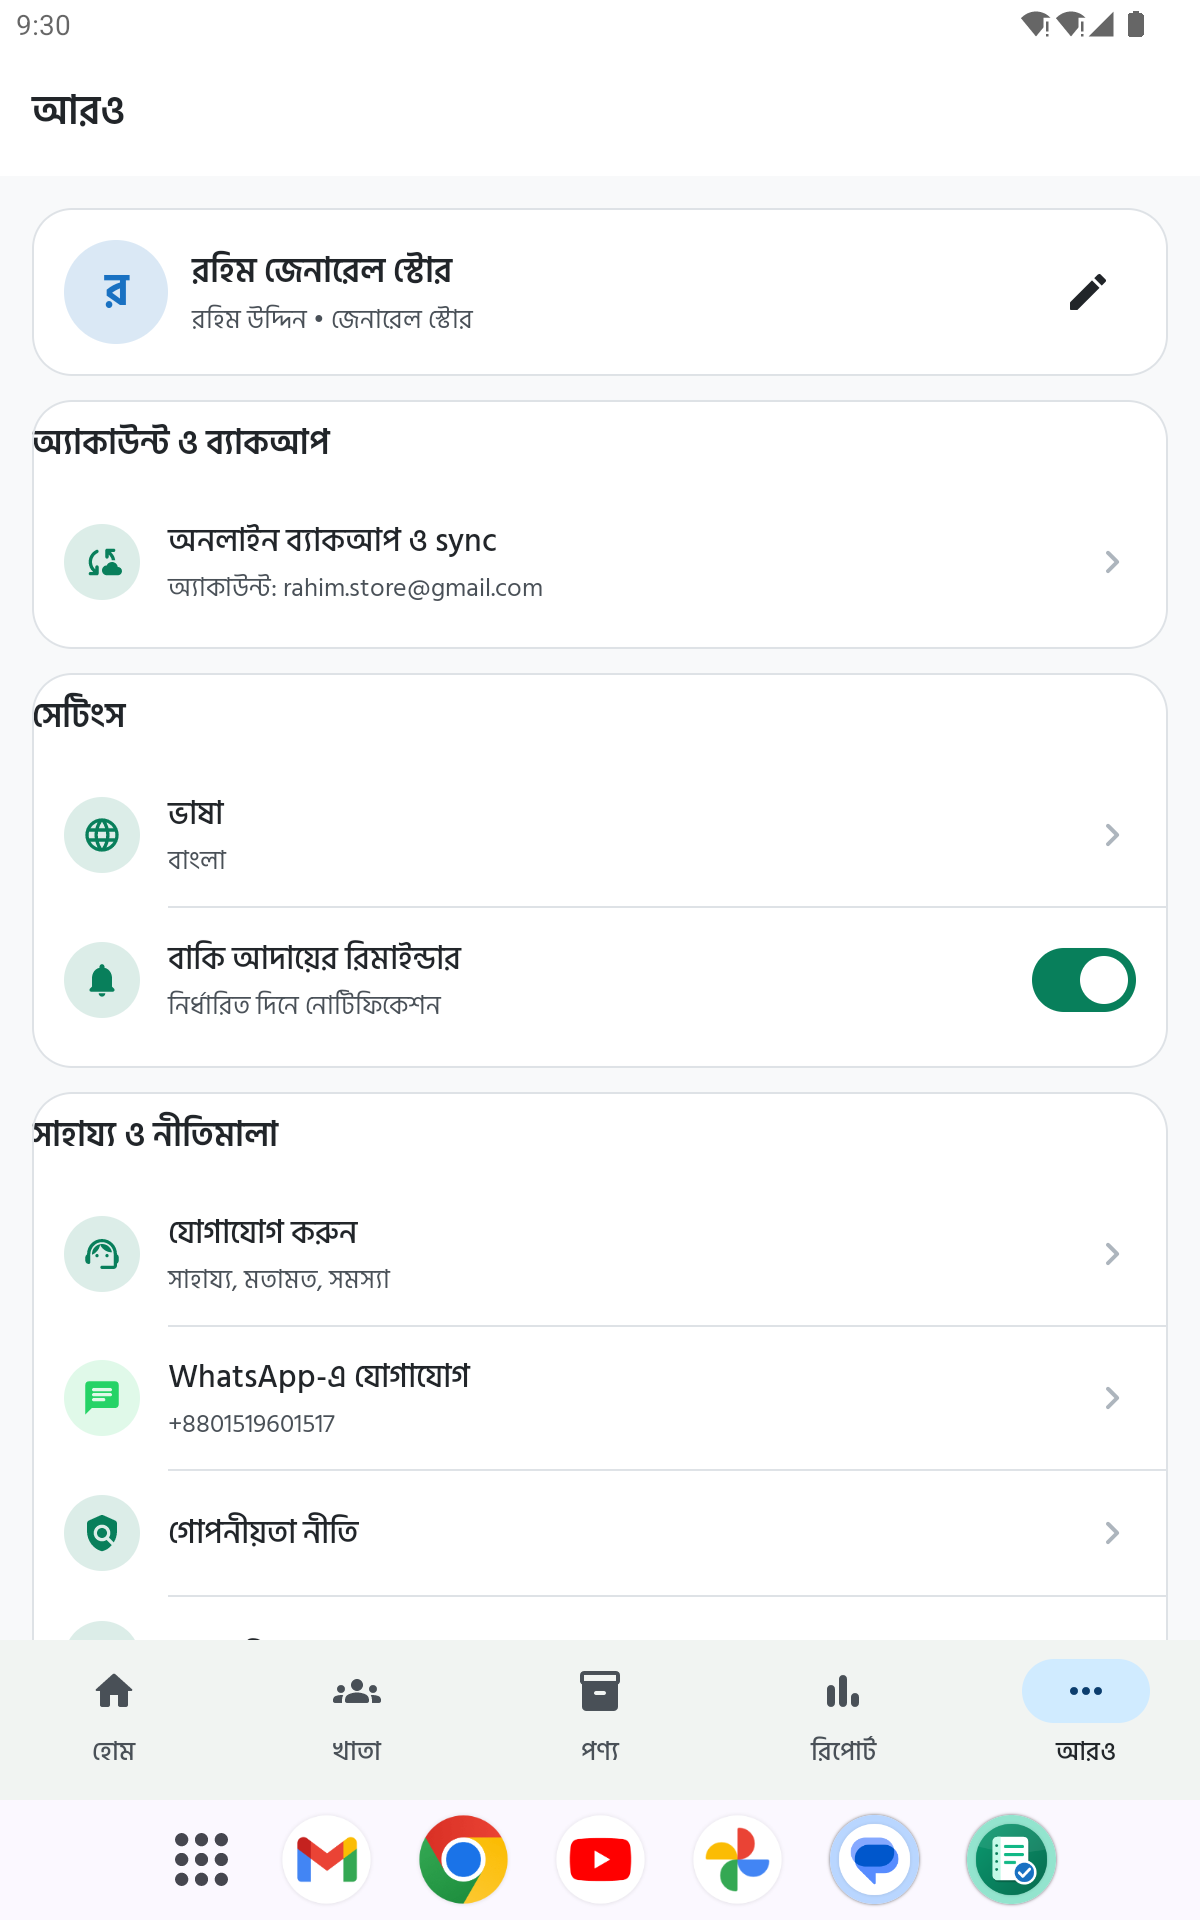 9:30
আরও
র
রহিম জেনারেল স্টোর
রহিম উদ্দিন • জেনারেল স্টোর
অ্যাকাউন্ট ও ব্যাকআপ
অনলাইন ব্যাকআপ ও sync
অ্যাকাউন্ট: rahim.store@gmail.com
সেটিংস
ভাষা
বাংলা
বাকি আদায়ের রিমাইন্ডার
নির্ধারিত দিনে নোটিফিকেশন
সাহায্য ও নীতিমালা
যোগাযোগ করুন
সাহায্য, মতামত, সমস্যা
WhatsApp-এ যোগাযোগ
+8801519601517
গোপনীয়তা নীতি
হোম
খাতা
পণ্য
রিপোর্ট
আরও